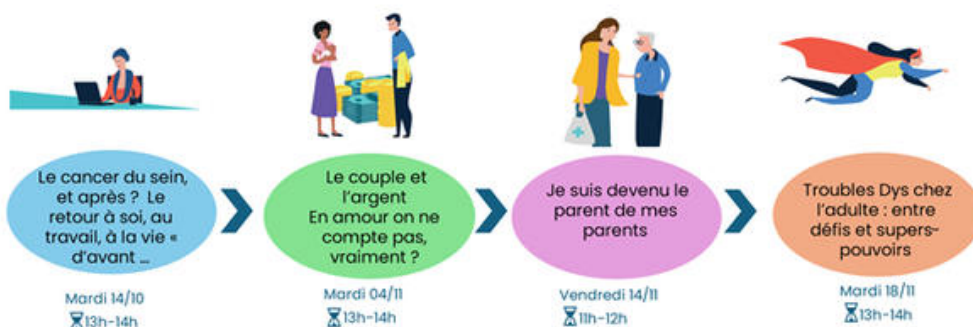 Le cancer du sein,
et après ? Le
retour à soi, au
travail, à la vie «
d'avant ...
Mardi 14/10
13h-14h
Le couple et
l'argent
En amour on ne
compte pas,
vraiment ?
Mardi 04/11
13h-14h
Je suis devenu le
parent de mes
parents
Vendredi 14/11
11h-12h
Troubles Dys chez
l'adulte : entre
défis et supers-
pouvoirs
Mardi 18/11
13h-14h